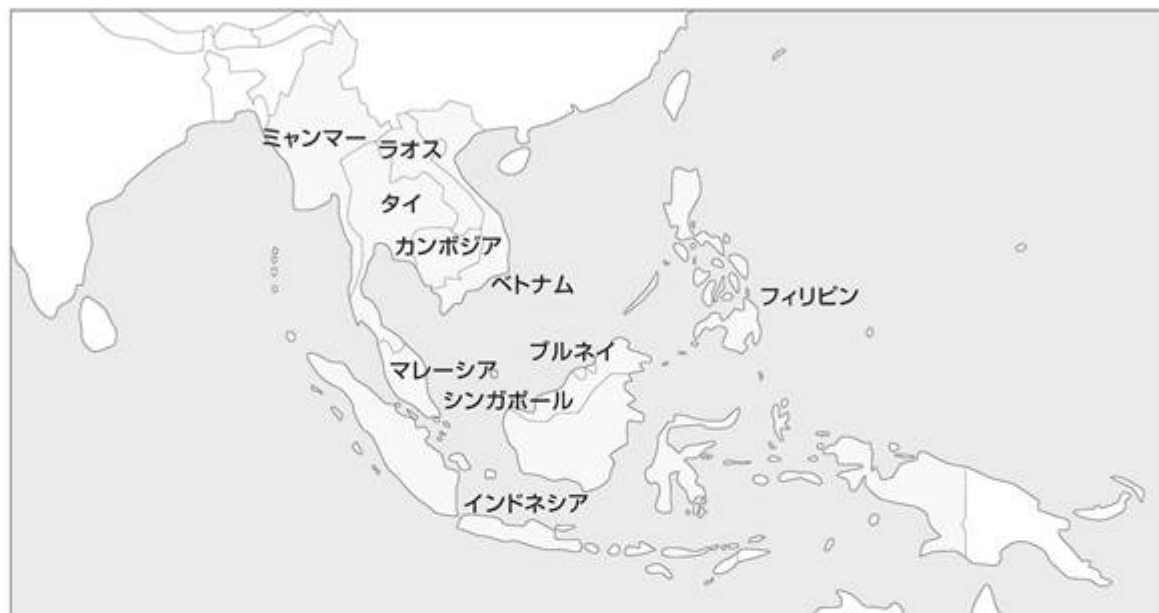 ミャンマー
ラオス
タイ
カンボジア
ベトナム
フィリピン
ブルネイ
マレーシア
シンガポール
インドネシア